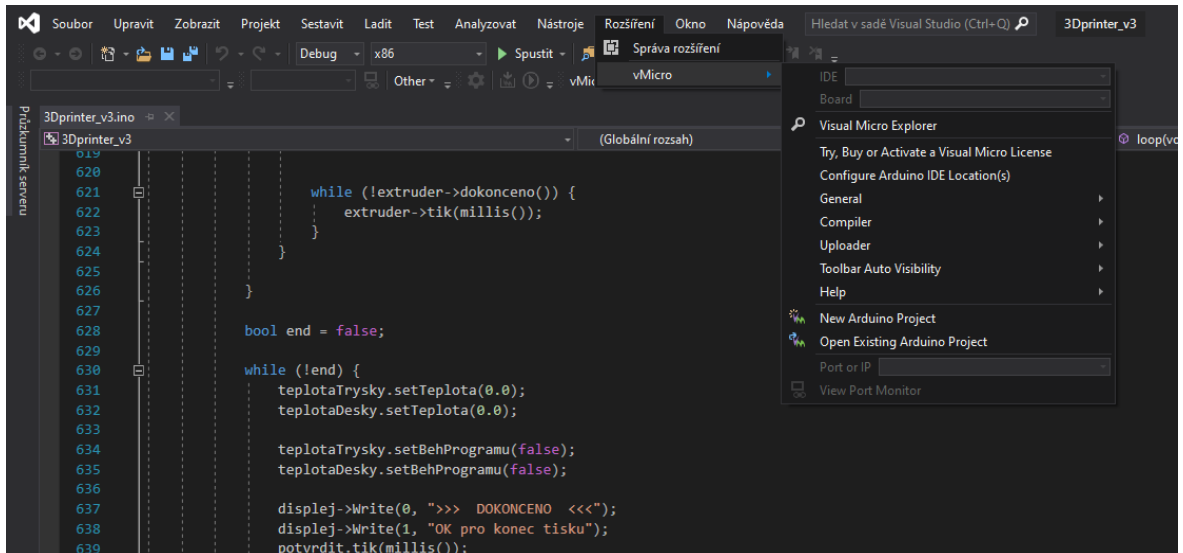 Soubor Upravit Zobrazit Projekt Sestavit Ladit Test Analyzovat Nástroje Rozšíření Okno Nápověda Hledat v sadě Visual Studio (Ctrl+Q) 3Dprinter_v3
Debug x86 Spustit
Správa rozšíření
Other
vMicro
IDE
Board
Průzkumník serveru
3Dprinter_v3.ino
Visual Micro Explorer
3Dprinter_v3 (Globální rozsah) loop(vo
Try, Buy or Activate a Visual Micro License
Configure Arduino IDE Location(s)
General
Compiler
Uploader
Toolbar Auto Visibility
Help
New Arduino Project
Open Existing Arduino Project
Port or IP
View Port Monitor
619
620
621 while (!extruder->dokonceno()) {
622 extruder->tik(millis());
623 }
624 }
625
626 }
627
628 bool end = false;
629
630 while (!end) {
631 teplotaTrysky.setTeplota(0.0);
632 teplotaDesky.setTeplota(0.0);
633
634 teplotaTrysky.setBehProgramu(false);
635 teplotaDesky.setBehProgramu(false);
636
637 displej->Write(0, ">>>  DOKONCENO  <<<");
638 displej->Write(1, "OK pro konec tisku");
639 potvrdit.tik(millis());